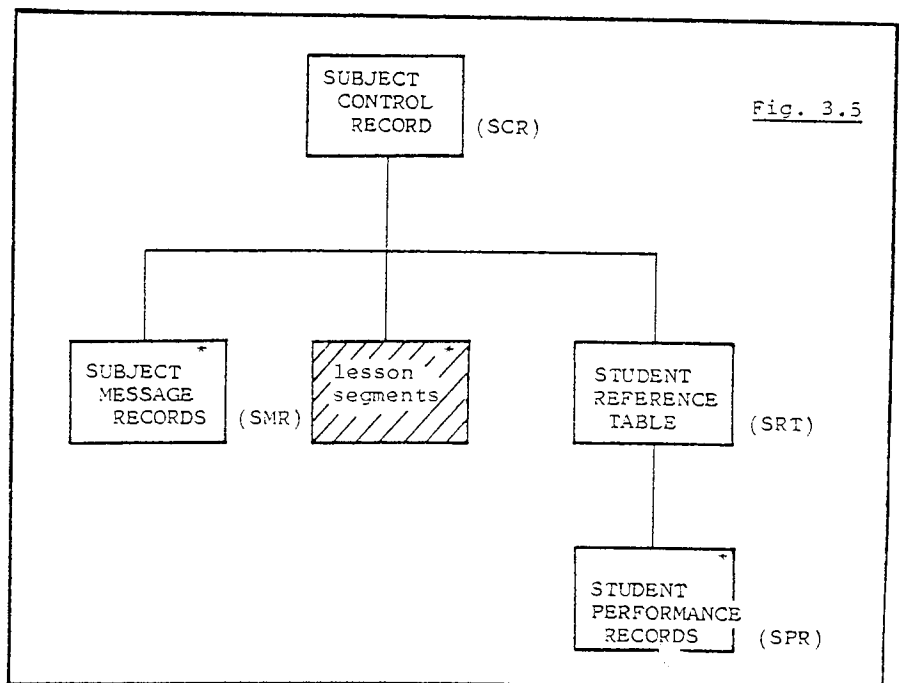 SUBJECT
CONTROL
RECORD
(SCR)
Fig. 3.5
SUBJECT
MESSAGE
RECORDS
(SMR)
lesson
segments
STUDENT
REFERENCE
TABLE
(SRT)
STUDENT
PERFORMANCE
RECORDS
(SPR)